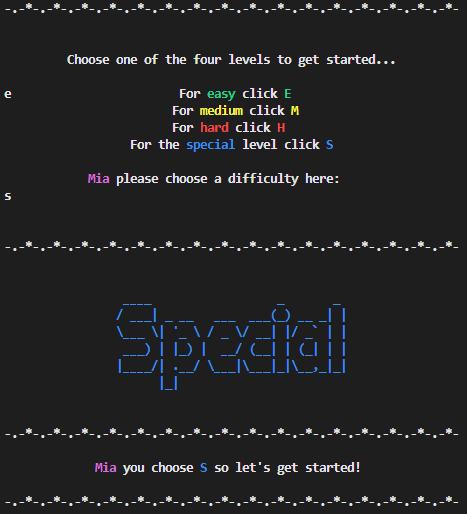 -.-*-.-*-.-*-.-*-.-*-.-*-.-*-.-*-.-*-.-*-.-*-.-*-.-*-.-*-.-*-.-*-
Choose one of the four levels to get started...
e For easy click E
For medium click M
For hard click H
For the special level click S
Mia please choose a difficulty here:
s
-.-*-.-*-.-*-.-*-.-*-.-*-.-*-.-*-.-*-.-*-.-*-.-*-.-*-.-*-.-*-.-*-
Special
-.-*-.-*-.-*-.-*-.-*-.-*-.-*-.-*-.-*-.-*-.-*-.-*-.-*-.-*-.-*-.-*-
Mia you choose S so let's get started!
-.-*-.-*-.-*-.-*-.-*-.-*-.-*-.-*-.-*-.-*-.-*-.-*-.-*-.-*-.-*-.-*-